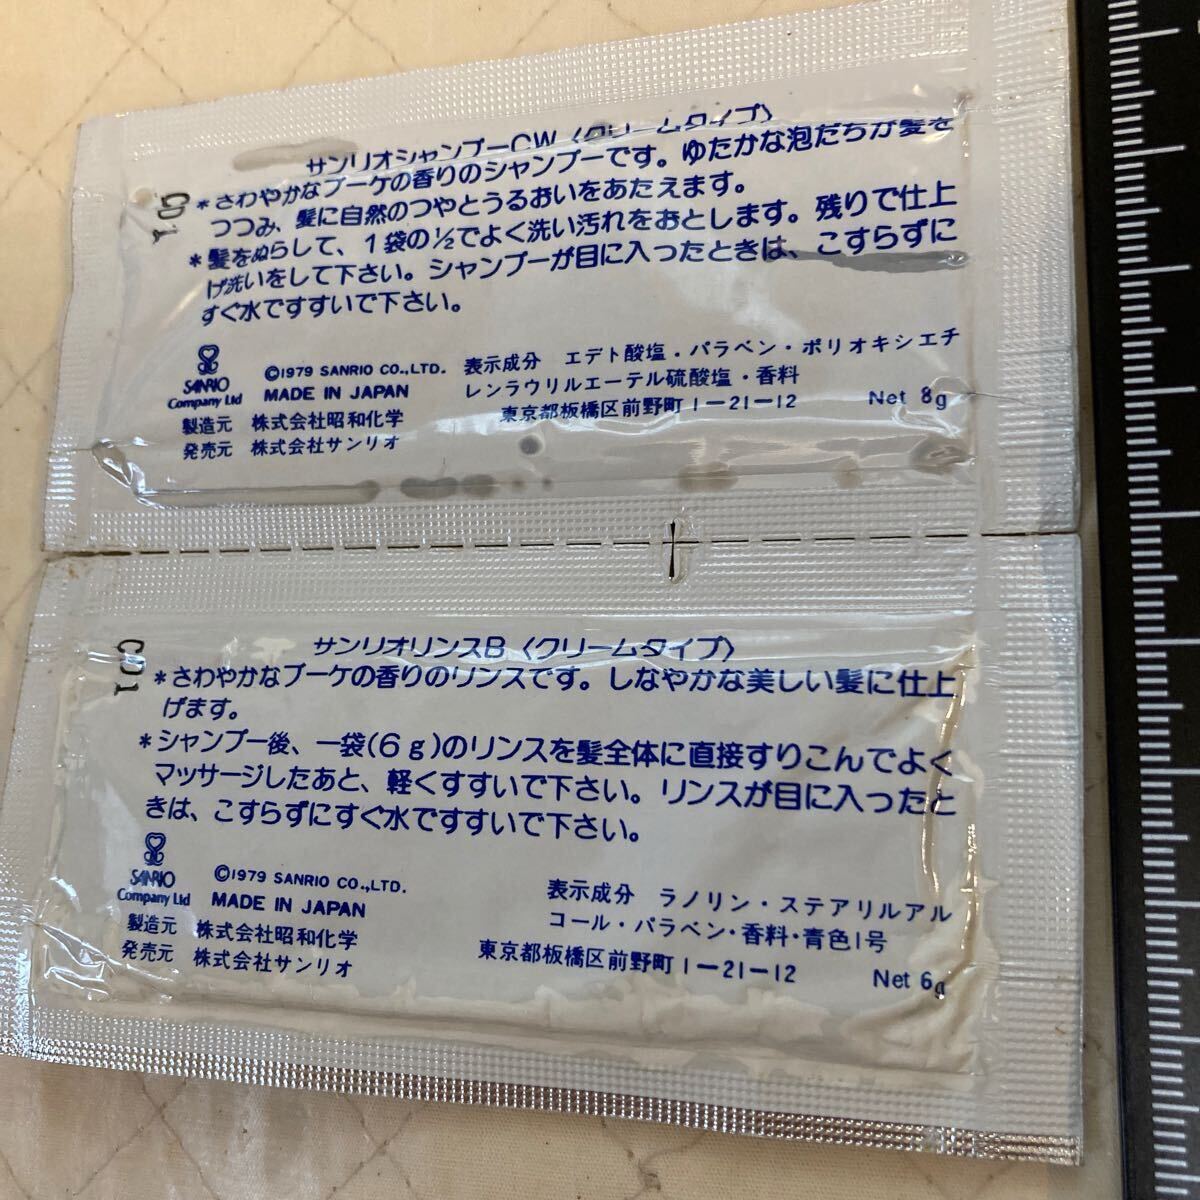 サンリオシャンプーCW〈クリームタイプ〉
*さわやかなブーケの香りのシャンプーです。ゆたかな泡だちが髪を
つつみ、髪に自然のつやとうるおいをあたえます。
*髪をぬらして、1袋の½でよく洗い汚れをおとします。残りで仕上
げ洗いをして下さい。シャンプーが目に入ったときは、こすらずに
すぐ水ですすいで下さい。
SANRIO
Company Ltd
©1979 SANRIO CO.,LTD.
MADE IN JAPAN
表示成分 エデト酸塩・パラベン・ポリオキシエチ
レンラウリルエーテル硫酸塩・香料
製造元 株式会社昭和化学
東京都板橋区前野町1-21-12
Net 8g
発売元 株式会社サンリオ
CD1
サンリオリンスB〈クリームタイプ〉
*さわやかなブーケの香りのリンスです。しなやかな美しい髪に仕上
げます。
*シャンプー後、一袋(6g)のリンスを髪全体に直接すりこんでよく
マッサージしたあと、軽くすすいで下さい。リンスが目に入ったと
きは、こすらずにすぐ水ですすいで下さい。
SANRIO
Company Ltd
©1979 SANRIO CO.,LTD.
MADE IN JAPAN
表示成分 ラノリン・ステアリルアル
コール・パラベン・香料・青色1号
製造元 株式会社昭和化学
東京都板橋区前野町1-21-12
Net 6g
発売元 株式会社サンリオ